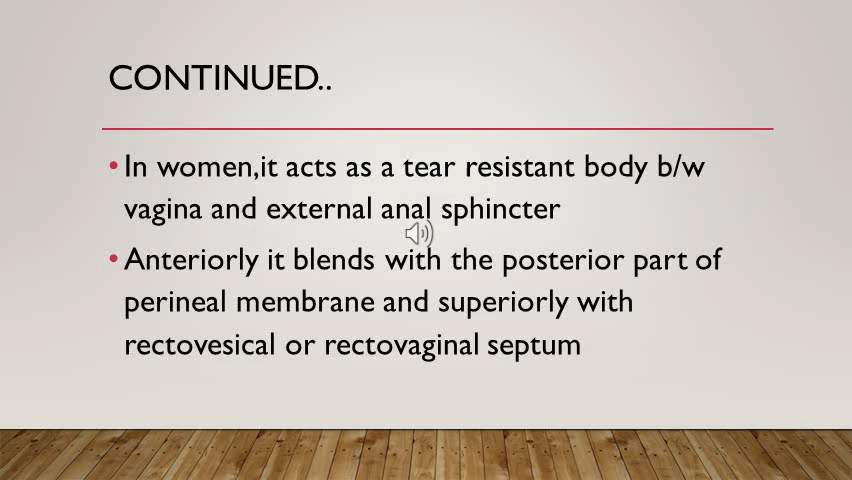 CONTINUED..
• In women,it acts as a tear resistant body b/w
vagina and external anal sphincter
• Anteriorly it blends with the posterior part of
perineal membrane and superiorly with
rectovesical or rectovaginal septum